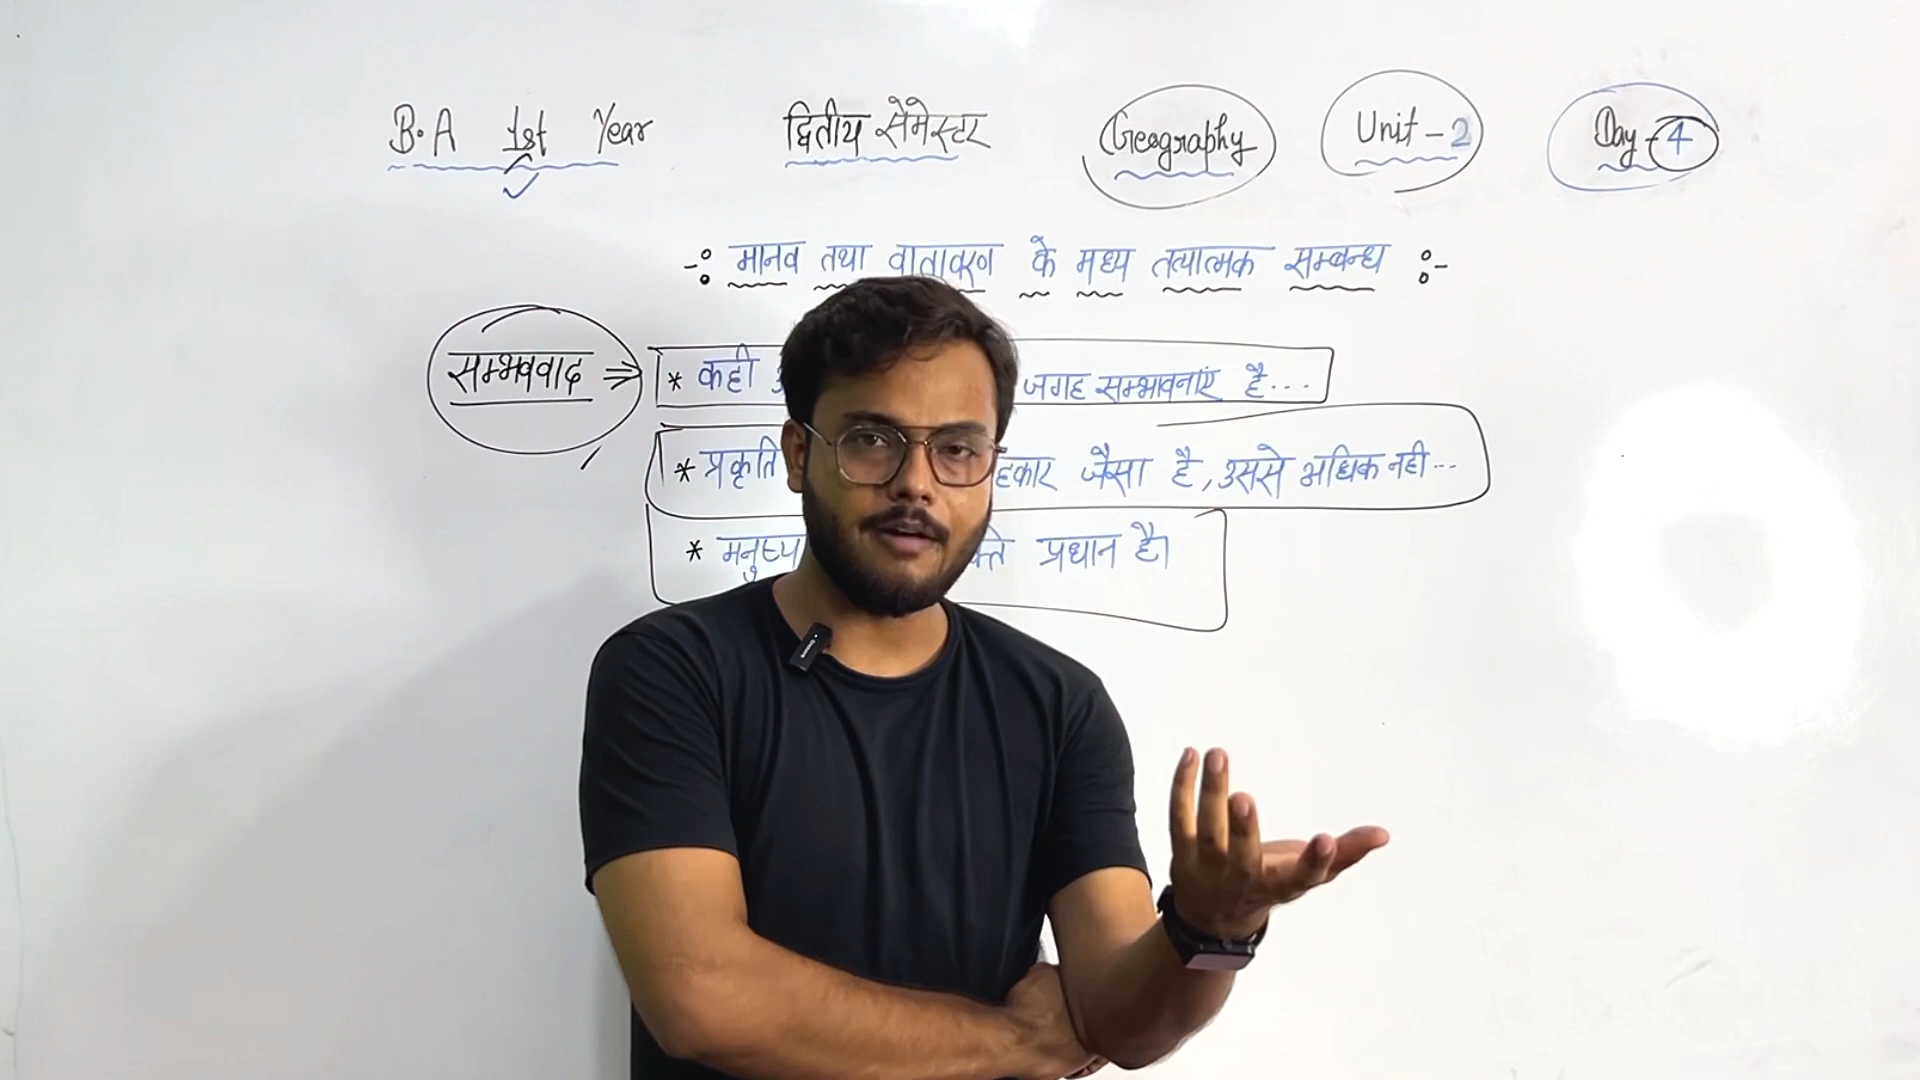 B.A 1st Year द्वितीय सेमेस्टर Geography Unit-2 Day-4
-: मानव तथा वातावरण के मध्य तत्यात्मक सम्बन्ध :-
सम्भववाद ⇒ * कही जगह सम्भावनाएं है...
* प्रकृति जैसा है, उससे अधिक नही...
* मनुष्य प्रधान है।